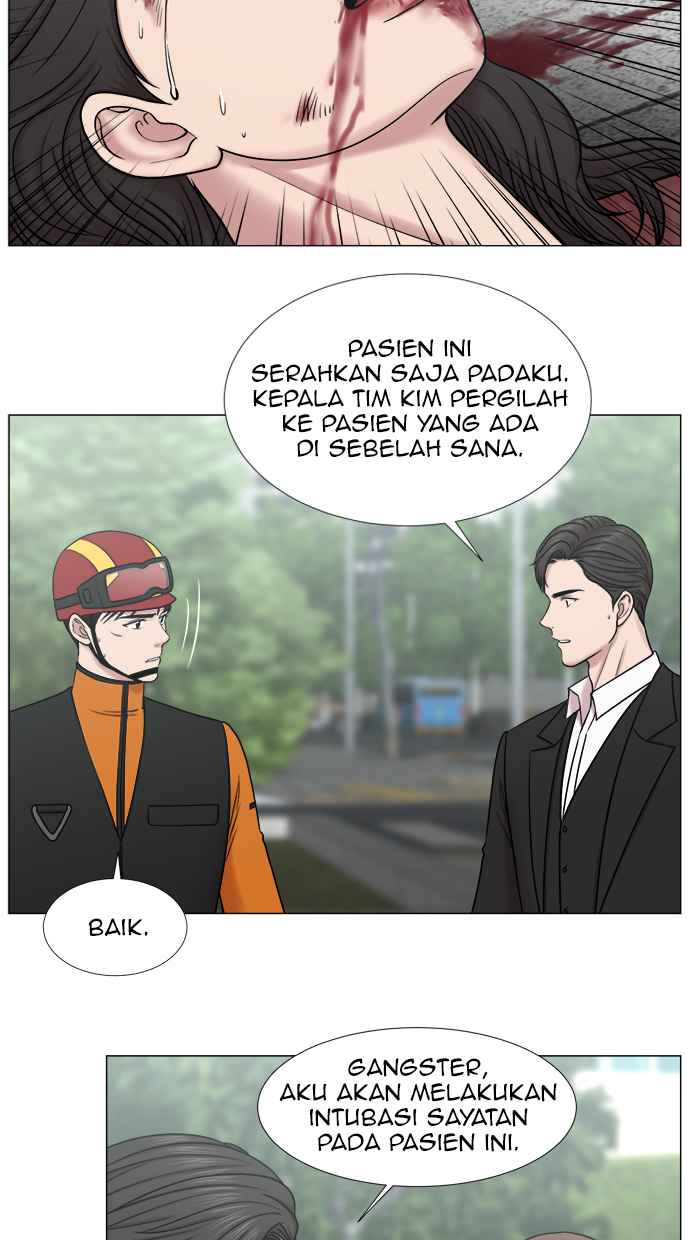 PASIEN INI
SERAHKAN SAJA PADAKU.
KEPALA TIM KIM PERGILAH
KE PASIEN YANG ADA
DI SEBELAH SANA.
BAIK.
GANGSTER,
AKU AKAN MELAKUKAN
INTUBASI SAYATAN
PADA PASIEN INI.